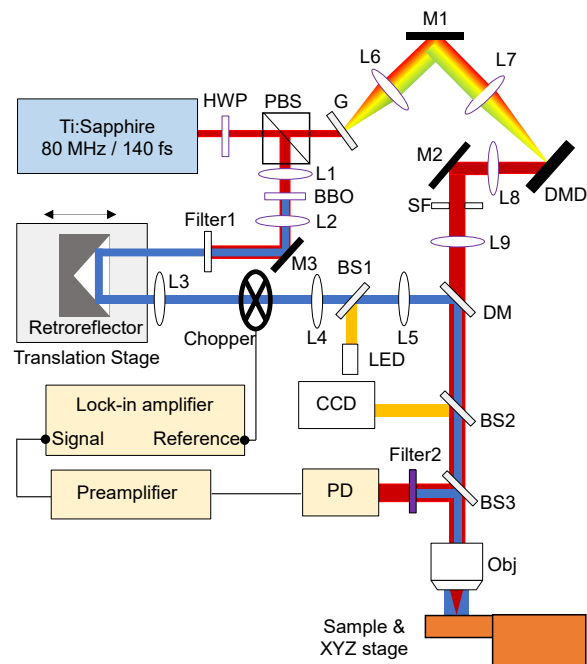 M1
L6
L7
HWP
PBS
G
Ti:Sapphire
80 MHz / 140 fs
M2
L1
BBO
L8
DMD
SF
Filter1
L2
L9
M3
L3
BS1
DM
Retroreflector
Chopper
L4
L5
Translation Stage
LED
CCD
BS2
Lock-in amplifier
Signal
Reference
Filter2
Preamplifier
PD
BS3
Obj
Sample &
XYZ stage